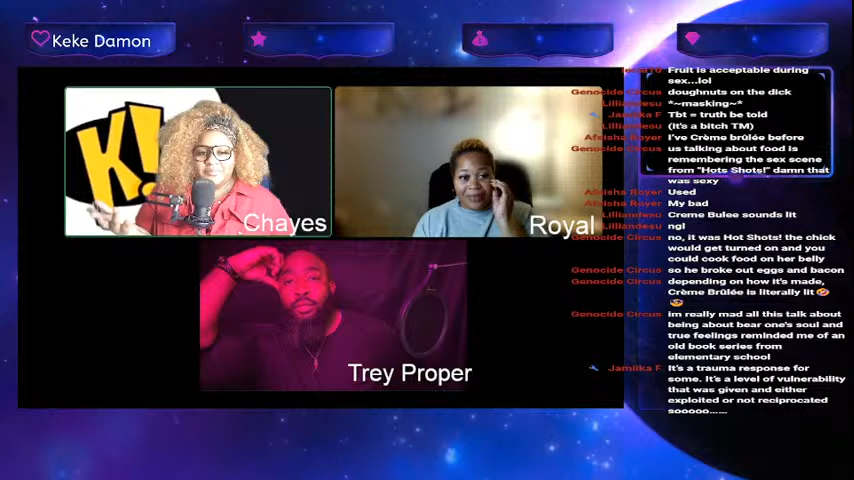 Keke Damon
K!
Chayes
Royal
Trey Proper
Fruit is acceptable during
sex...lol
Genocide Circus doughnuts on the dick
Lilliandesu *~masking~*
Jamiika F Tbt = truth be told
Lilliandesu (It's a bitch TM)
Afeisha Royer I've Crème brûlée before
Genocide Circus us talking about food is
remembering the sex scene
from "Hots Shots!" damn that
was sexy
Afeisha Royer Used
Afeisha Royer My bad
Lilliandesu Creme Bulee sounds lit
Lilliandesu ngl
Genocide Circus no, it was Hot Shots! the chick
would get turned on and you
could cook food on her belly
Genocide Circus so he broke out eggs and bacon
Genocide Circus depending on how it's made,
Crème Brûlée is literally lit 🤣
Genocide Circus im really mad all this talk about
being about bear one's soul and
true feelings reminded me of an
old book series from
elementary school
Jamiika F It's a trauma response for
some. It's a level of vulnerability
that was given and either
exploited or not reciprocated
sooooo......